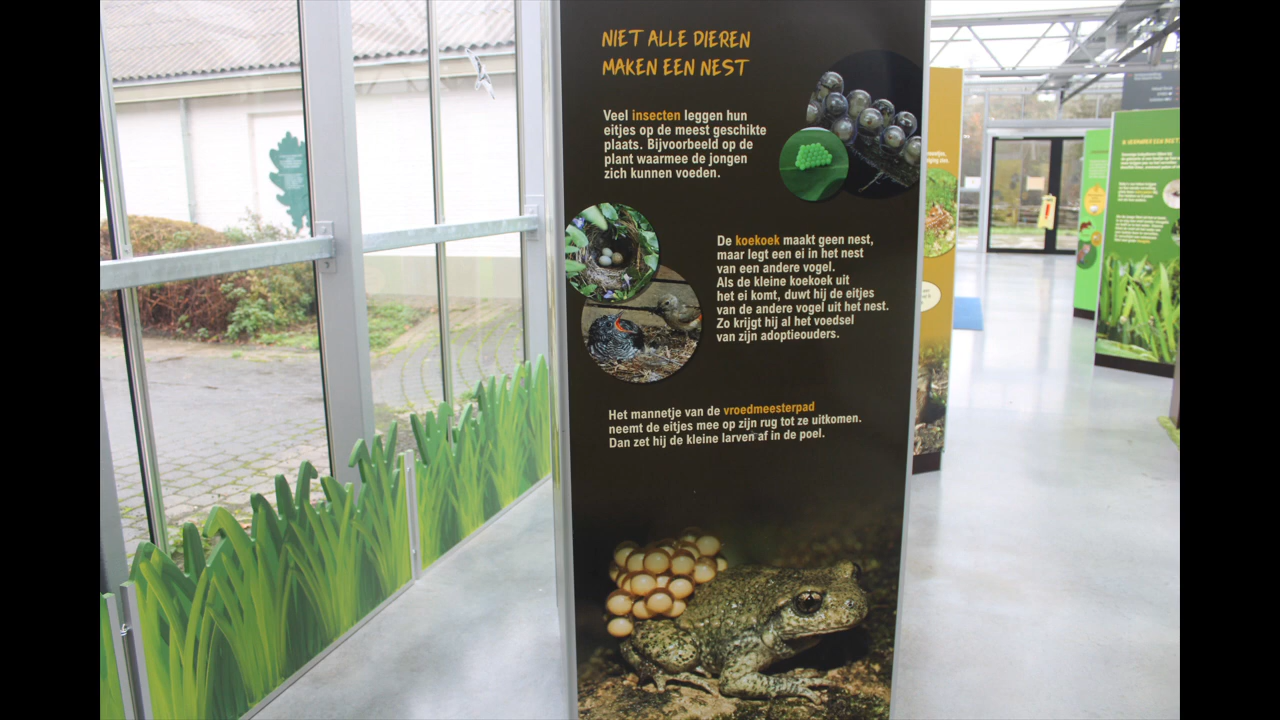 NIET ALLE DIEREN
MAKEN EEN NEST
Veel insecten leggen hun
eitjes op de meest geschikte
plaats. Bijvoorbeeld op de
plant waarmee de jongen
zich kunnen voeden.
De koekoek maakt geen nest,
maar legt een ei in het nest
van een andere vogel.
Als de kleine koekoek uit
het ei komt, duwt hij de eitjes
van de andere vogel uit het nest.
Zo krijgt hij al het voedsel
van zijn adoptieouders.
Het mannetje van de vroedmeesterpad
neemt de eitjes mee op zijn rug tot ze uitkomen.
Dan zet hij de kleine larven af in de poel.